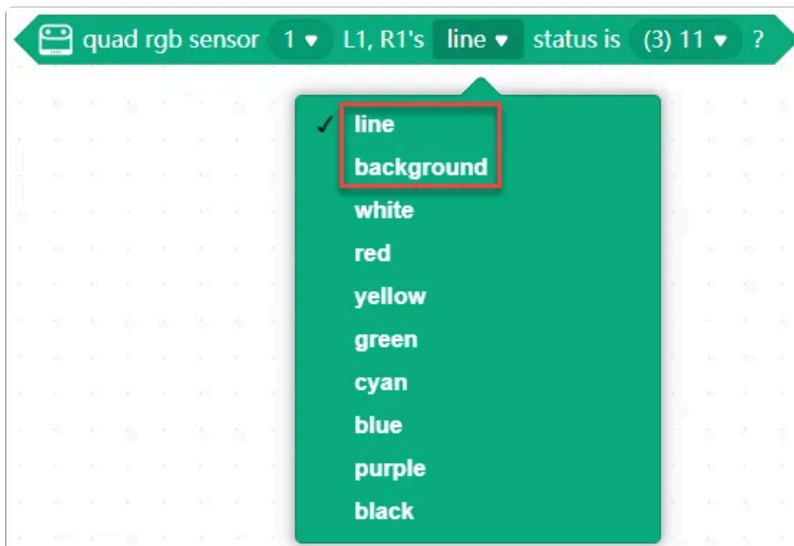 quad rgb sensor 1 ▼ L1, R1's line ▼ status is (3) 11 ▼ ?
✓ line
background
white
red
yellow
green
cyan
blue
purple
black